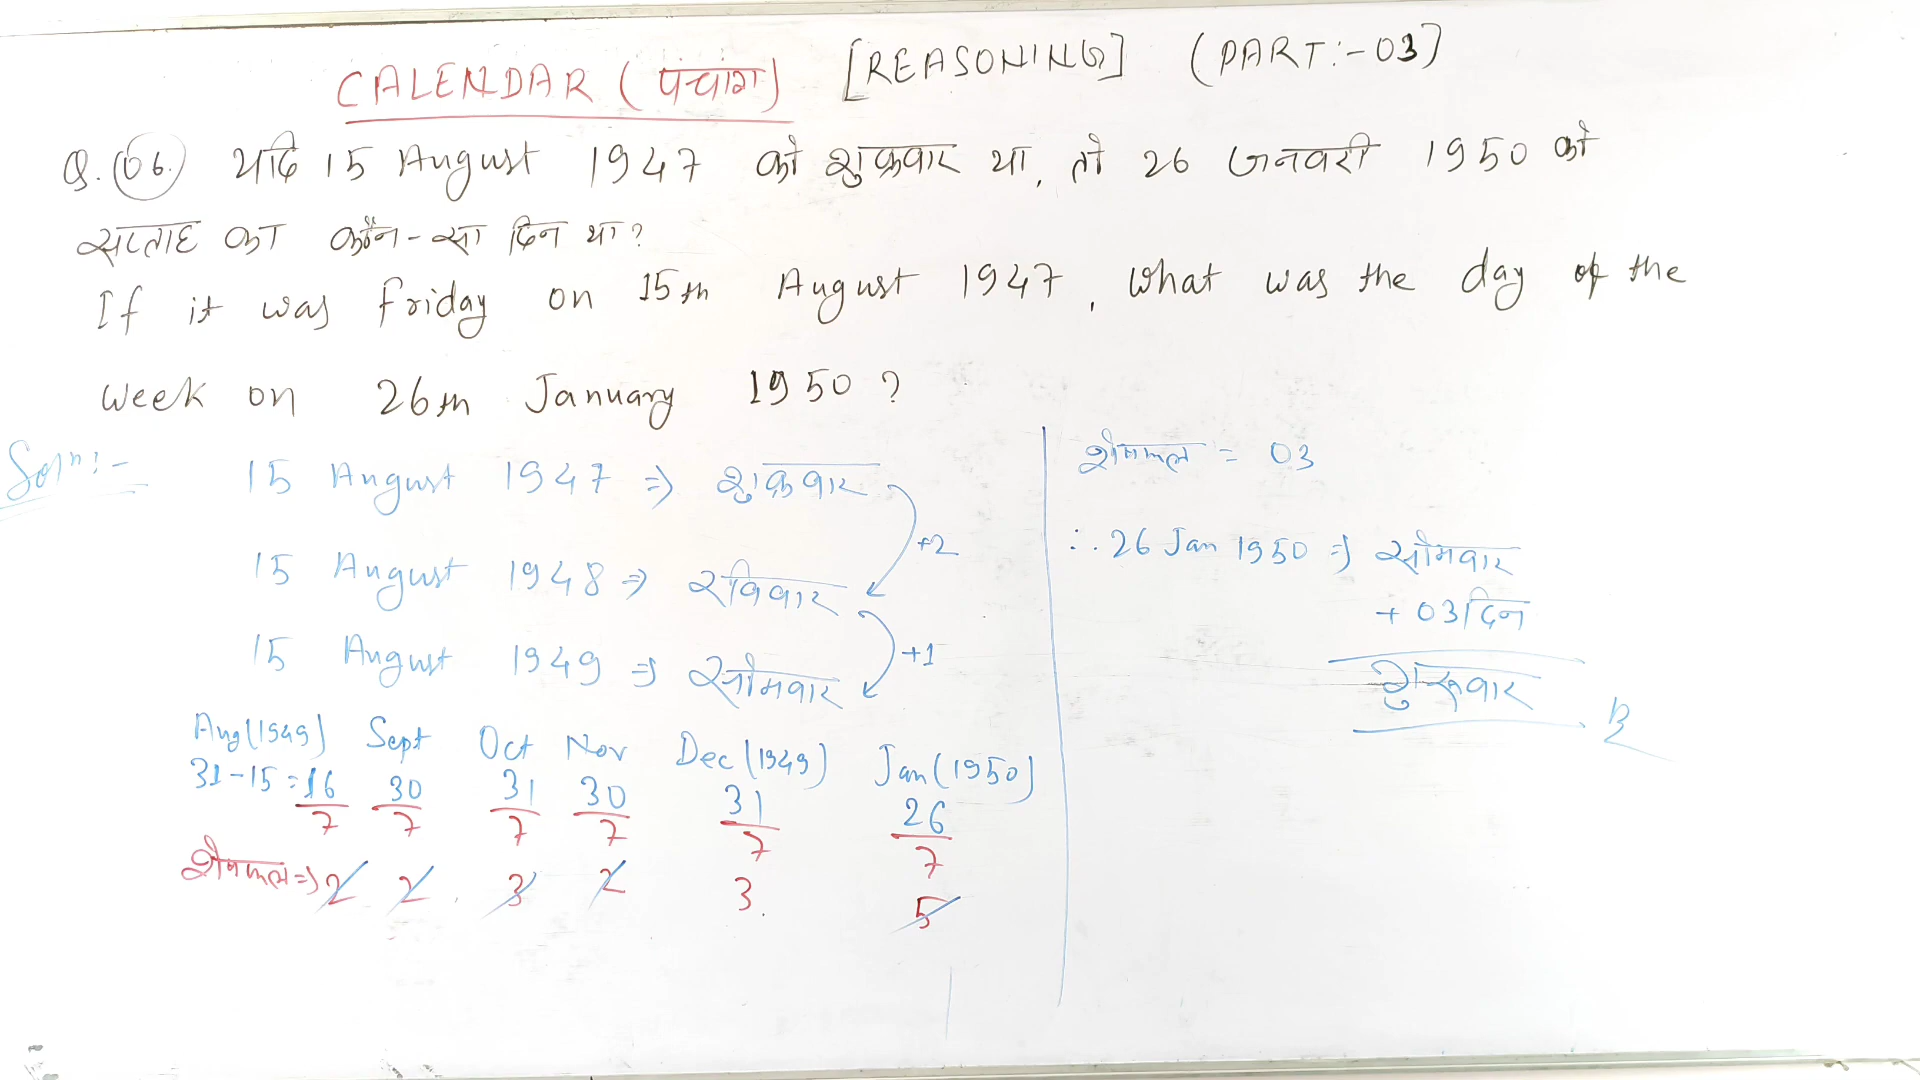 CALENDAR (पंचांग) [REASONING] (PART:-03)
Q.(06.) यदि 15 August 1947 को शुक्रवार था, तो 26 जनवरी 1950 को
सप्ताह का कौन-सा दिन था?
If it was Friday on 15th August 1947, what was the day of the
week on 26th January 1950?
Solⁿ:-
15 August 1947 ⇒ शुक्रवार
+2
15 August 1948 ⇒ रविवार
+1
15 August 1949 ⇒ सोमवार
Aug(1949) Sept Oct Nov Dec (1949) Jan (1950)
31-15=16 30 31 30 31 26
7 7 7 7 7 7
शेषफल ⇒ 2 2 3 2 3 5
शेषफल = 03
∴ 26 Jan 1950 ⇒ सोमवार
+ 03 दिन
गुरूवार